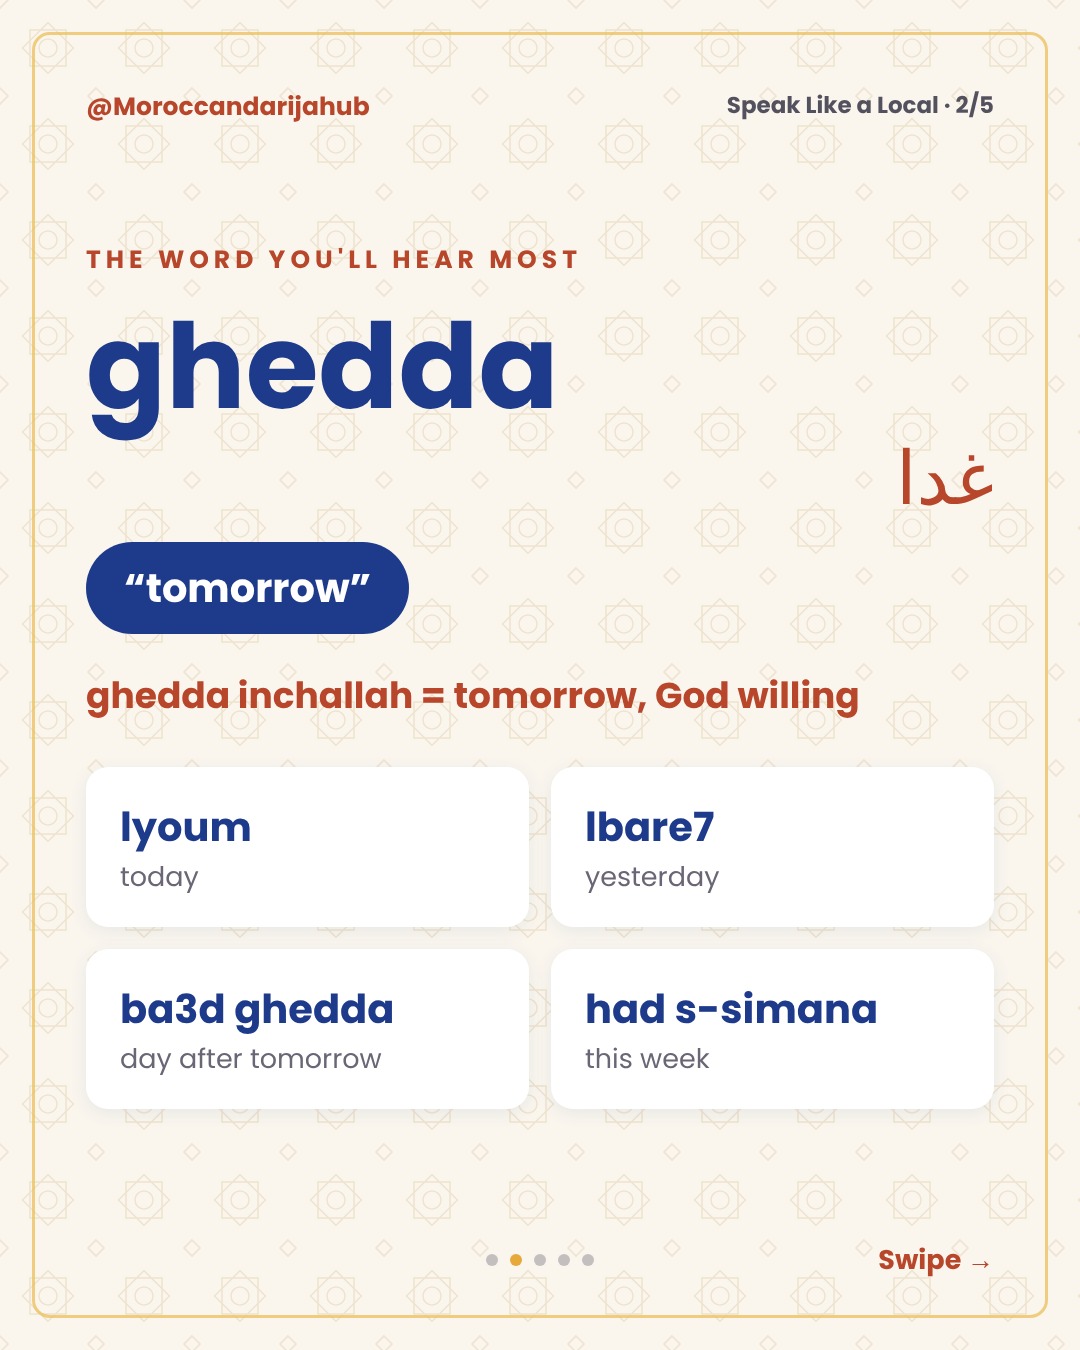 @Moroccandarijahub
Speak Like a Local · 2/5
THE WORD YOU'LL HEAR MOST
ghedda
غدا
“tomorrow”
ghedda inchallah = tomorrow, God willing
lyoum
today
lbare7
yesterday
ba3d ghedda
day after tomorrow
had s-simana
this week
Swipe →